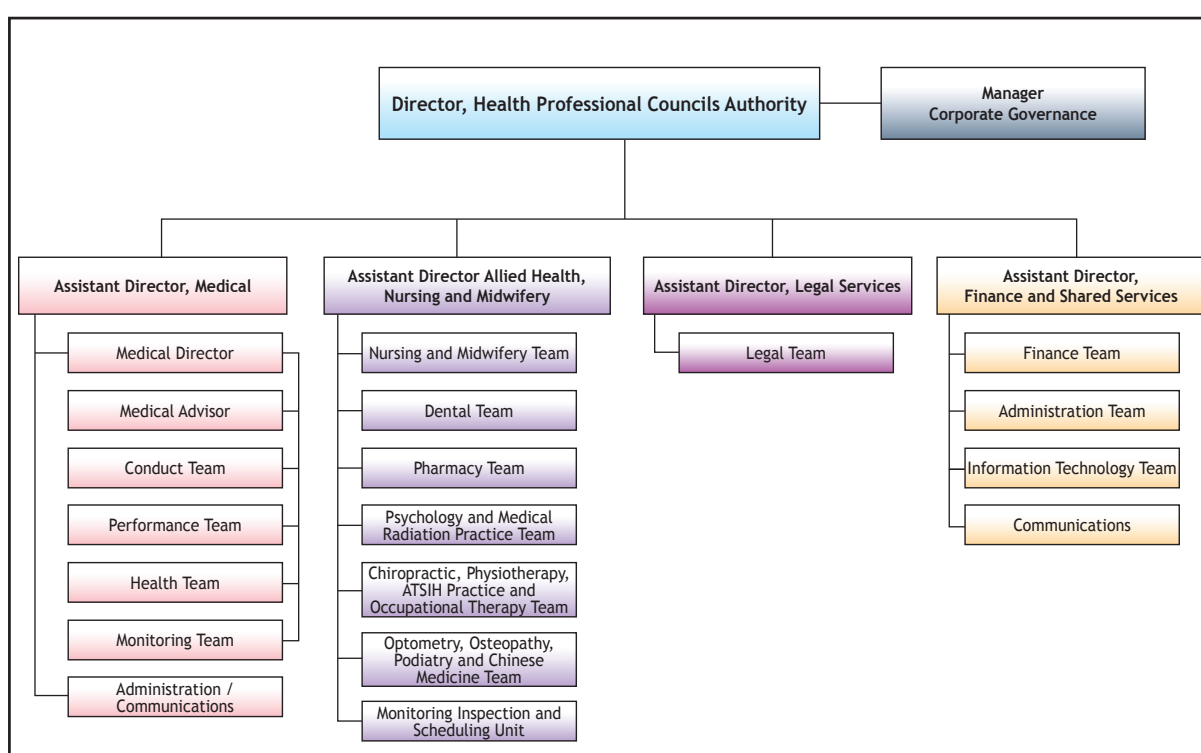 Director, Health Professional Councils Authority
Manager
Corporate Governance
Assistant Director, Medical
Medical Director
Medical Advisor
Conduct Team
Performance Team
Health Team
Monitoring Team
Administration /
Communications
Assistant Director Allied Health,
Nursing and Midwifery
Nursing and Midwifery Team
Dental Team
Pharmacy Team
Psychology and Medical
Radiation Practice Team
Chiropractic, Physiotherapy,
ATSIH Practice and
Occupational Therapy Team
Optometry, Osteopathy,
Podiatry and Chinese
Medicine Team
Monitoring Inspection and
Scheduling Unit
Assistant Director, Legal Services
Legal Team
Assistant Director,
Finance and Shared Services
Finance Team
Administration Team
Information Technology Team
Communications